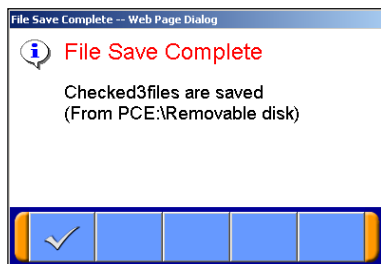 File Save Complete -- Web Page Dialog
File Save Complete
Checked3files are saved
(From PCE:\Removable disk)